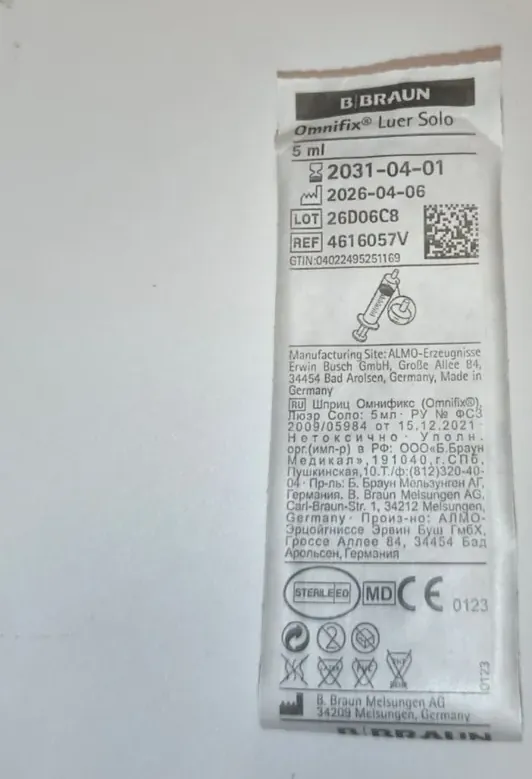 B BRAUN
Omnifix® Luer Solo
5 ml
2031-04-01
2026-04-06
LOT 26D06C8
REF 4616057V
GTIN:04022495251169
Manufacturing Site: ALMO-Erzeugnisse
Erwin Busch GmbH, Große Allee 84,
34454 Bad Arolsen, Germany, Made in
Germany
RU Шприц Омнификс (Omnifix®),
Люэр Соло: 5мл · РУ № ФСЗ
2009/05984 от 15.12.2021 ·
Нетоксично · Уполн.
орг.(имп-р) в РФ: ООО«Б.Браун
Медикал», 191040, г.СПб,
Пушкинская,10.Т./ф:(812)320-40-
04 · Пр-ль: Б. Браун Мельзунген АГ,
Германия. B. Braun Melsungen AG,
Carl-Braun-Str. 1, 34212 Melsungen,
Germany · Произ-но: АЛМО-
Эрцойгниссе Эрвин Буш ГмбХ,
Гроссе Аллее 84, 34454 Бад
Арользен, Германия
STERILE EO MD CE 0123
2
0123
B. Braun Melsungen AG
34209 Melsungen, Germany
B BRAUN